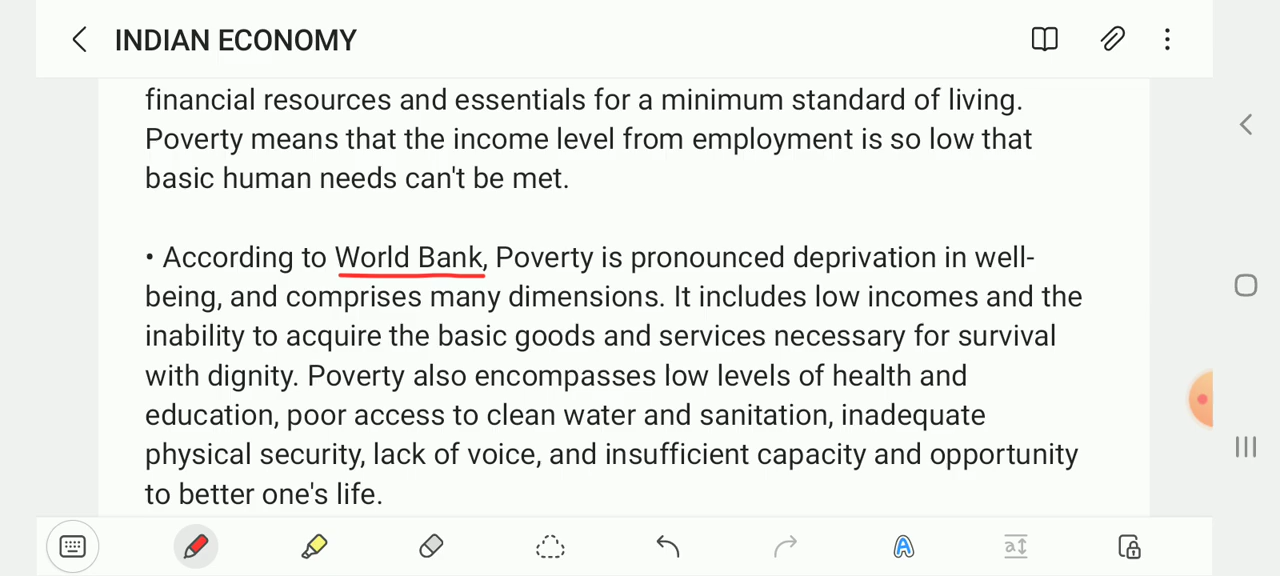 INDIAN ECONOMY
financial resources and essentials for a minimum standard of living.
Poverty means that the income level from employment is so low that
basic human needs can't be met.
• According to World Bank, Poverty is pronounced deprivation in well-
being, and comprises many dimensions. It includes low incomes and the
inability to acquire the basic goods and services necessary for survival
with dignity. Poverty also encompasses low levels of health and
education, poor access to clean water and sanitation, inadequate
physical security, lack of voice, and insufficient capacity and opportunity
to better one's life.